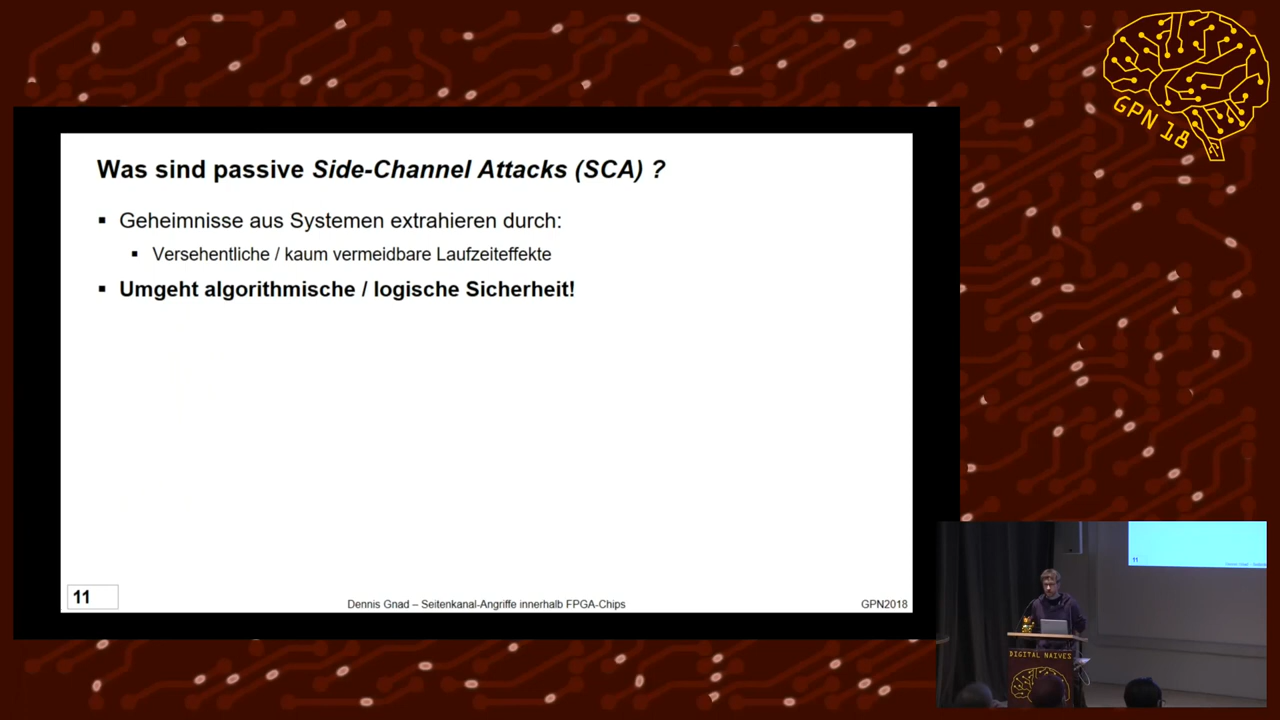 GPN 18
Was sind passive Side-Channel Attacks (SCA) ?
▪ Geheimnisse aus Systemen extrahieren durch:
▪ Versehentliche / kaum vermeidbare Laufzeiteffekte
▪ Umgeht algorithmische / logische Sicherheit!
11
Dennis Gnad – Seitenkanal-Angriffe innerhalb FPGA-Chips
GPN2018
11
DIGITAL NAIVES